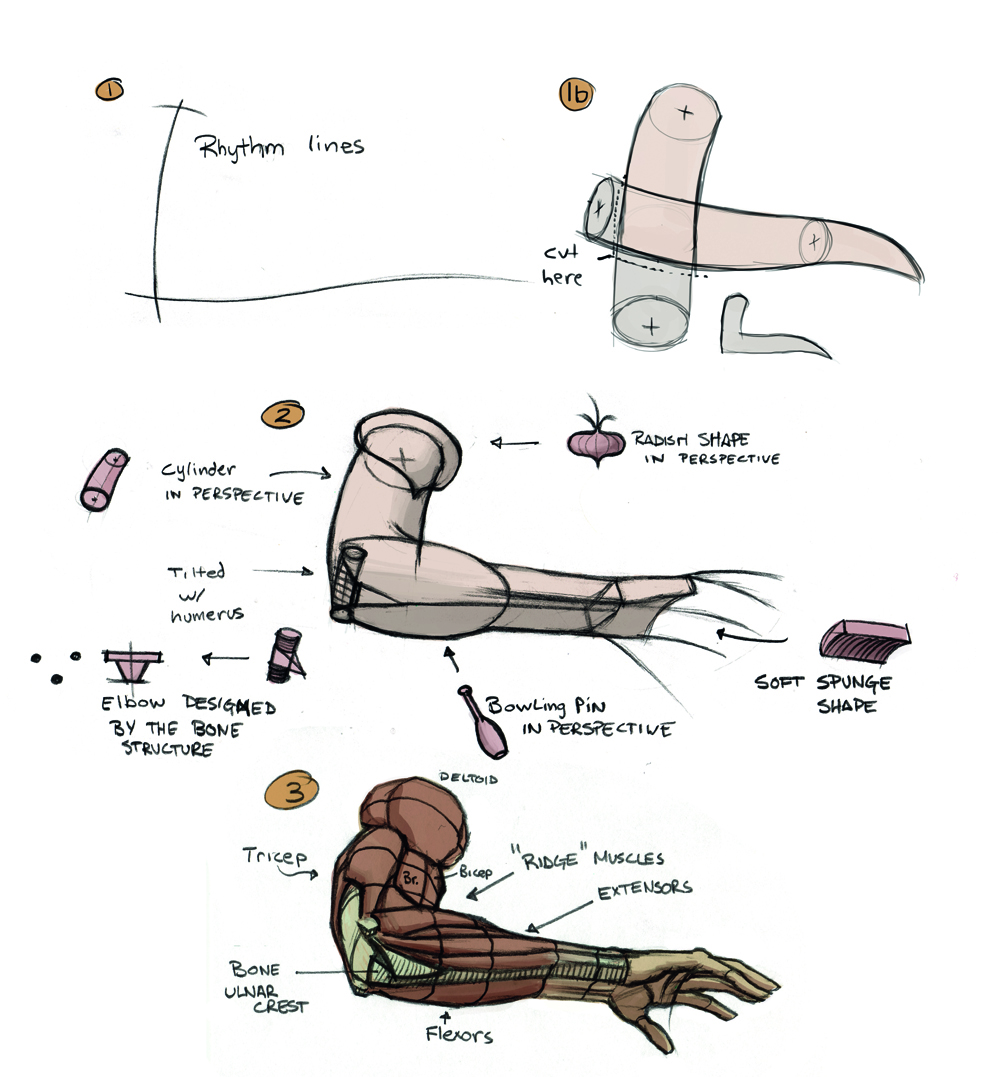 1
Rhythm lines
1b
cut
here
2
RADISH SHAPE
IN PERSPECTIVE
Cylinder
IN PERSPECTIVE
Tilted
w/
humerus
Elbow DESIGNED
BY THE BONE
STRUCTURE
Bowling Pin
IN PERSPECTIVE
SOFT SPUNGE
SHAPE
3
DELTOID
Tricep
Br.
Bicep
"RIDGE" MUSCLES
EXTENSORS
BONE
ULNAR
CREST
Flexors